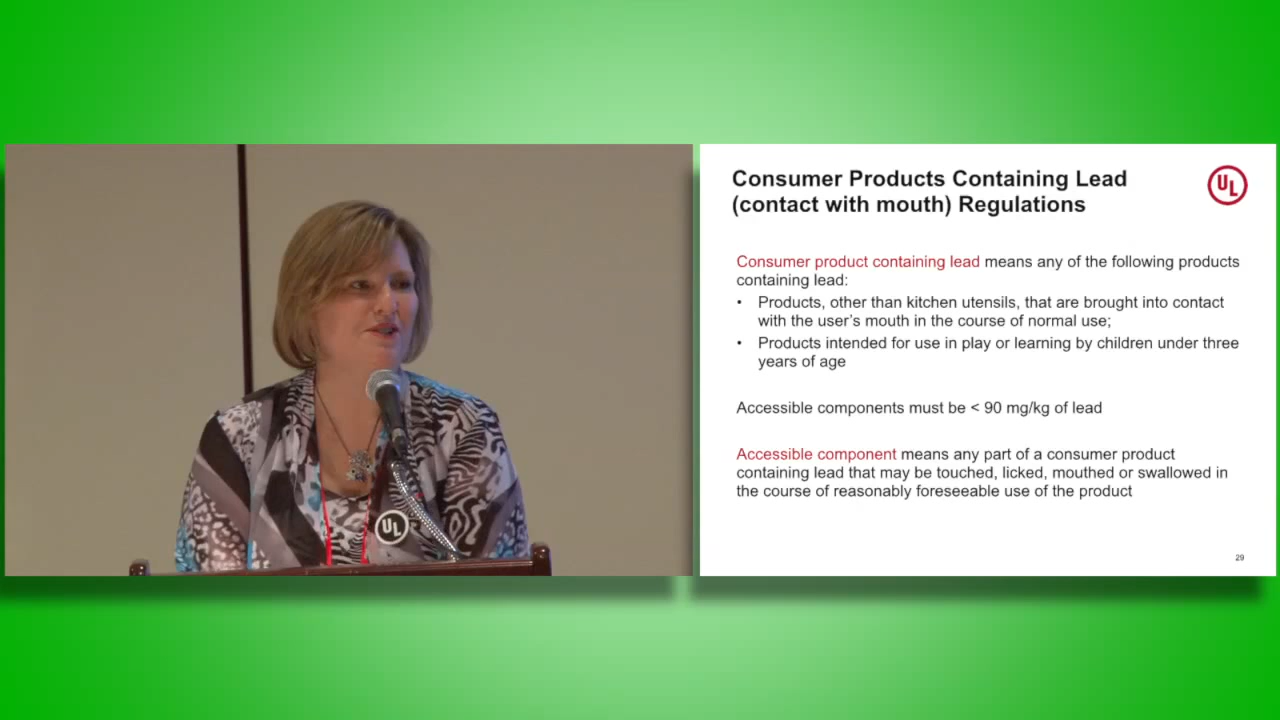 Consumer Products Containing Lead
(contact with mouth) Regulations
UL
Consumer product containing lead means any of the following products
containing lead:
• Products, other than kitchen utensils, that are brought into contact
with the user's mouth in the course of normal use;
• Products intended for use in play or learning by children under three
years of age
Accessible components must be < 90 mg/kg of lead
Accessible component means any part of a consumer product
containing lead that may be touched, licked, mouthed or swallowed in
the course of reasonably foreseeable use of the product
29
UL